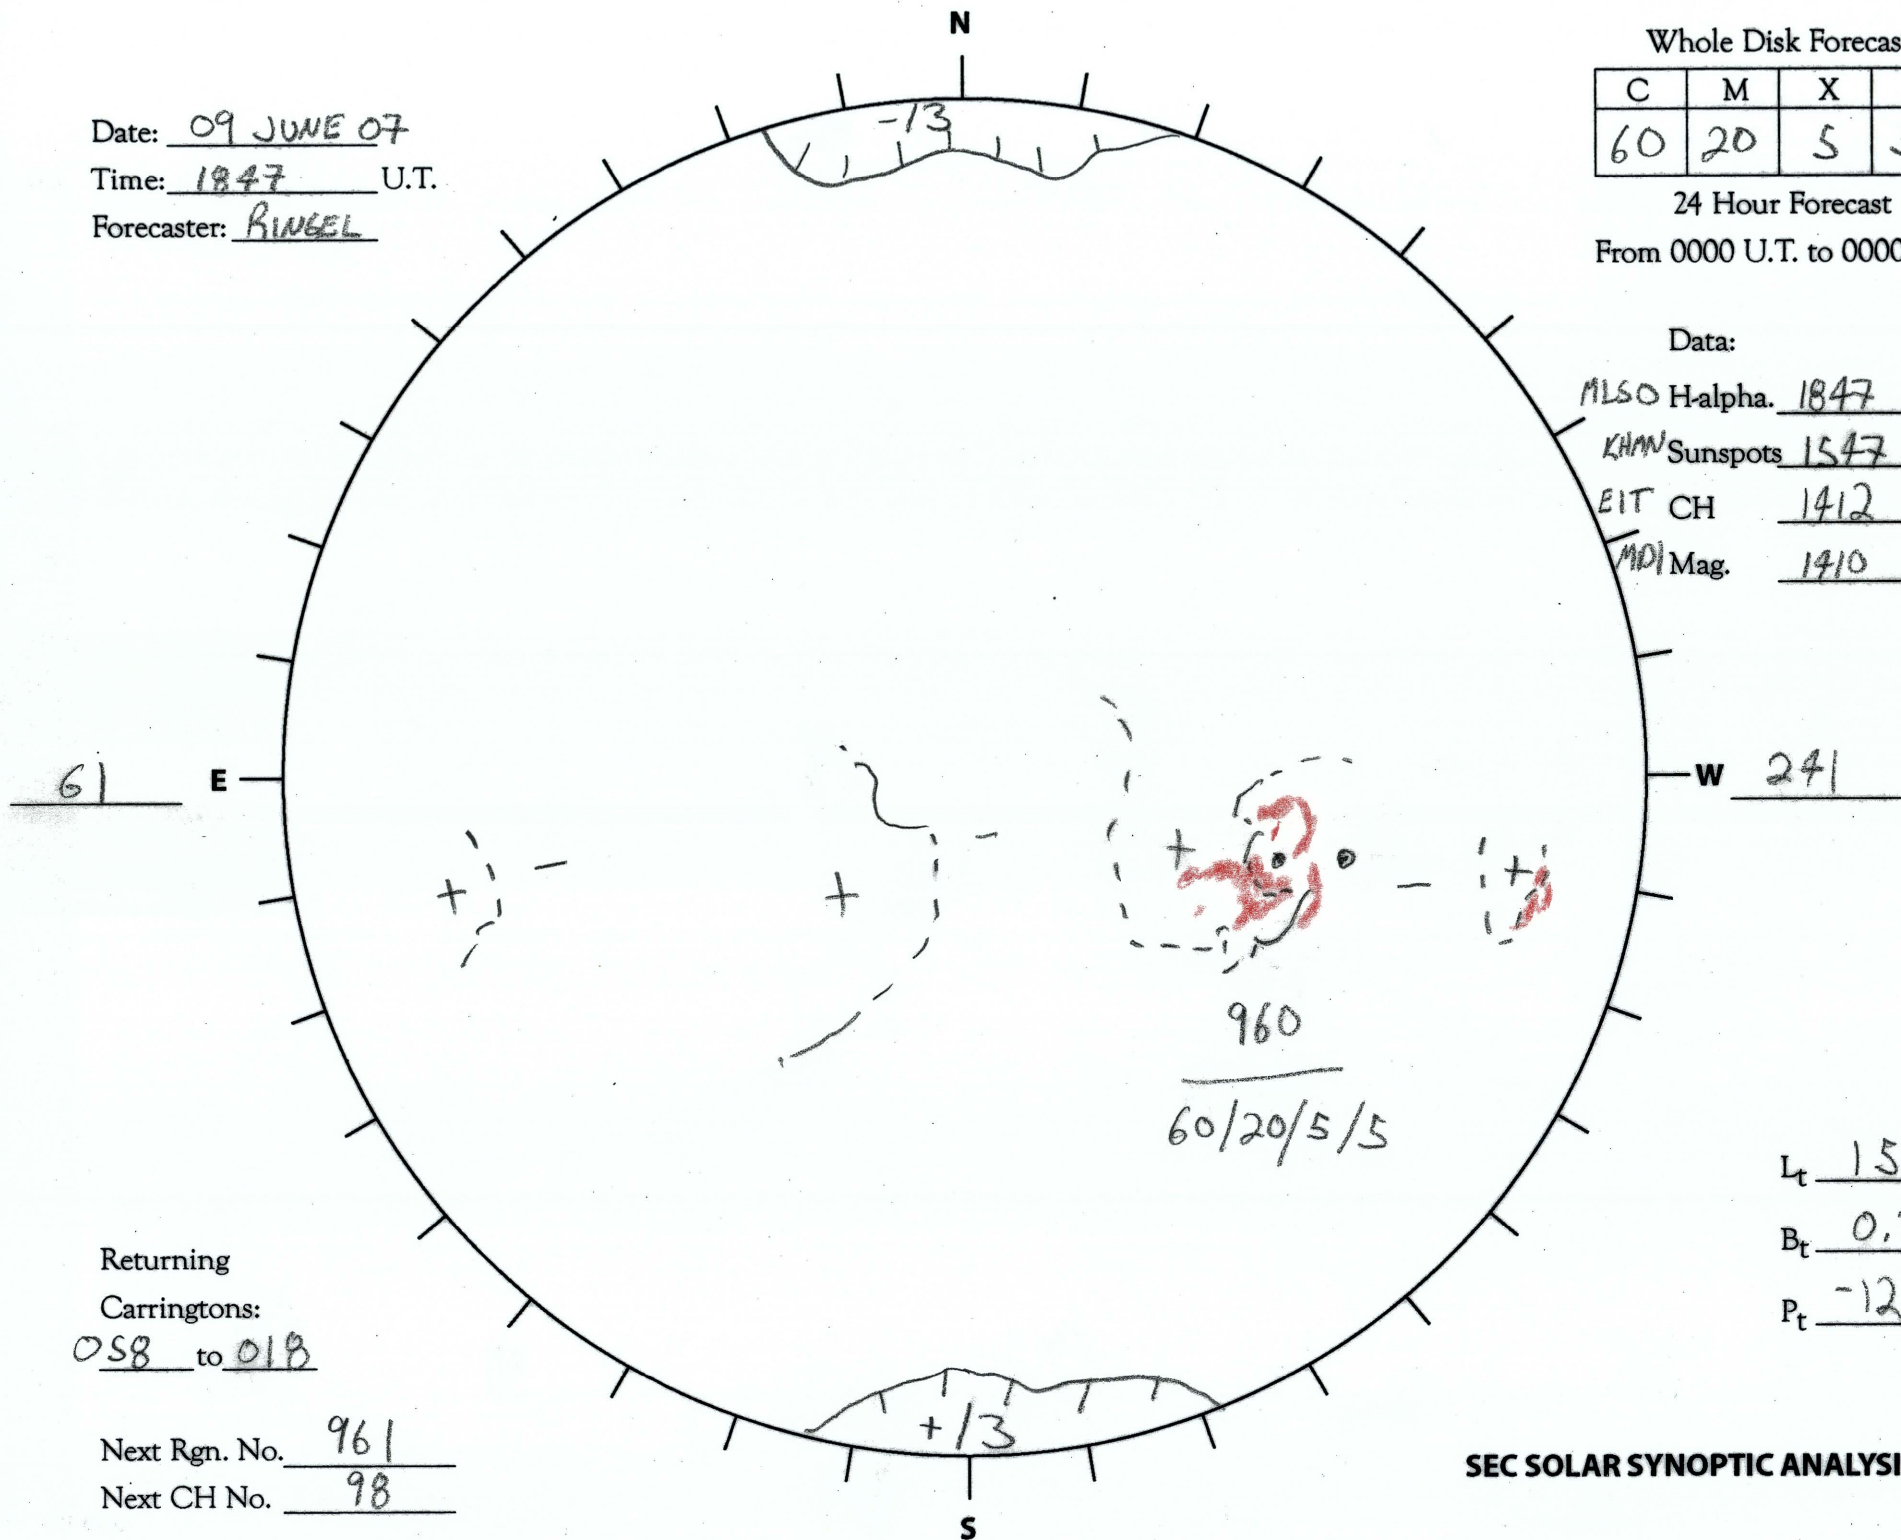 N
Date: 09 JUNE 07
Time: 1847 U.T.
Forecaster: RINGEL
Whole Disk Forecas
C M X
60 20 5
24 Hour Forecast
From 0000 U.T. to 0000
Data:
MLSO H-alpha. 1847
KHMN Sunspots 1547
EIT CH 1412
MDI Mag. 1410
-/3
61 E
W 241
+ − + − + − +
960
60/20/5/5
Lt 15
Bt 0.
Pt -12
Returning
Carringtons:
058 to 018
Next Rgn. No. 961
Next CH No. 98
+/3
SEC SOLAR SYNOPTIC ANALYSI
S